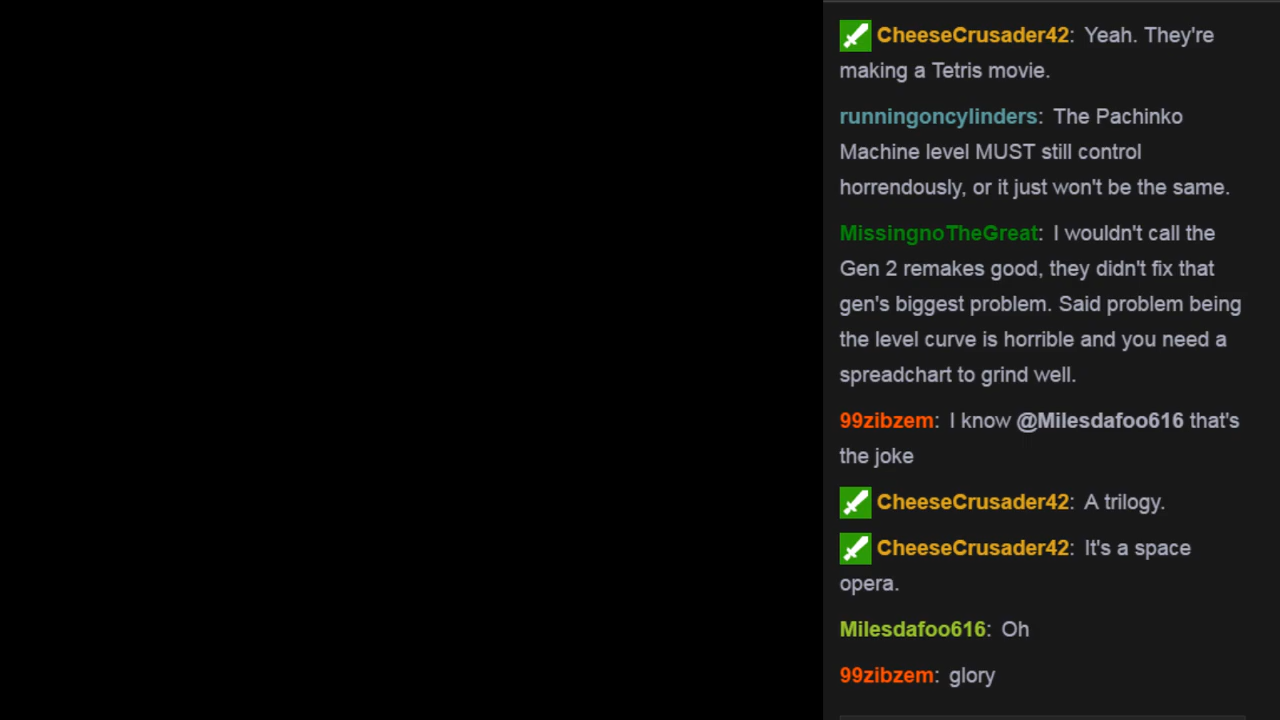 CheeseCrusader42: Yeah. They're
making a Tetris movie.
runningoncylinders: The Pachinko
Machine level MUST still control
horrendously, or it just won't be the same.
MissingnoTheGreat: I wouldn't call the
Gen 2 remakes good, they didn't fix that
gen's biggest problem. Said problem being
the level curve is horrible and you need a
spreadchart to grind well.
99zibzem: I know @Milesdafoo616 that's
the joke
CheeseCrusader42: A trilogy.
CheeseCrusader42: It's a space
opera.
Milesdafoo616: Oh
99zibzem: glory